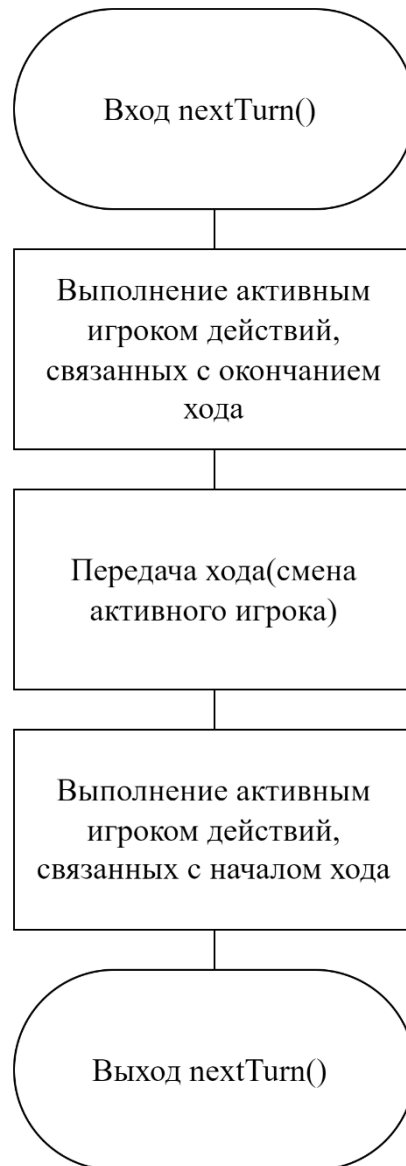 Вход nextTurn()
Выполнение активным
игроком действий,
связанных с окончанием
хода
Передача хода(смена
активного игрока)
Выполнение активным
игроком действий,
связанных с началом хода
Выход nextTurn()